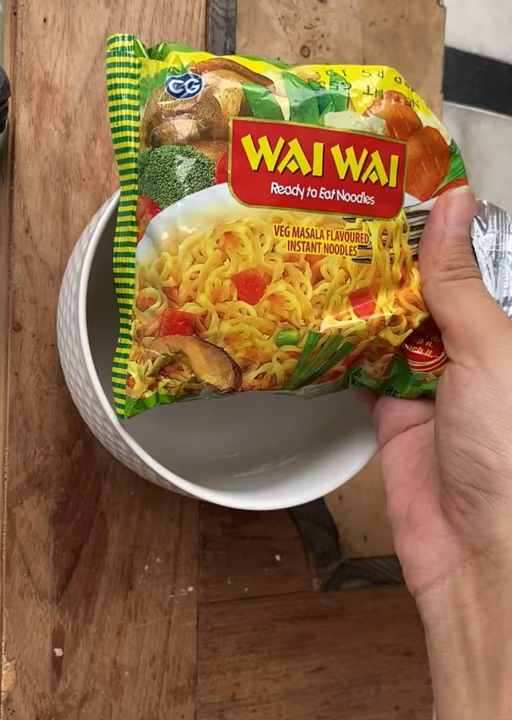 CG
WAI WAI
Ready to Eat Noodles
VEG MASALA FLAVOURED
INSTANT NOODLES